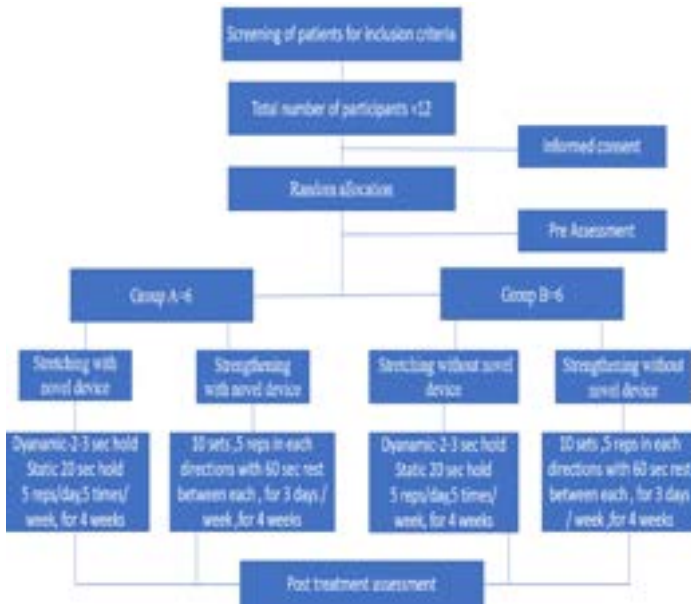 Screening of patients for inclusion criteria
Total number of participants =12
Informed consent
Random allocation
Pre Assessment
Group A=6
Group B=6
Stretching with
novel device
Strengthening
with novel device
Stretching without novel
device
Strengthening without
novel device
Dyanamic-2-3 sec hold
Static 20 sec hold
5 reps/day,5 times/
week, for 4 weeks
10 sets ,5 reps in each
directions with 60 sec rest
between each , for 3 days /
week ,for 4 weeks
Dyanamic-2-3 sec hold
Static 20 sec hold
5 reps/day,5 times/
week, for 4 weeks
10 sets ,5 reps in each
directions with 60 sec rest
between each , for 3 days
/ week ,for 4 weeks
Post treatment assessment